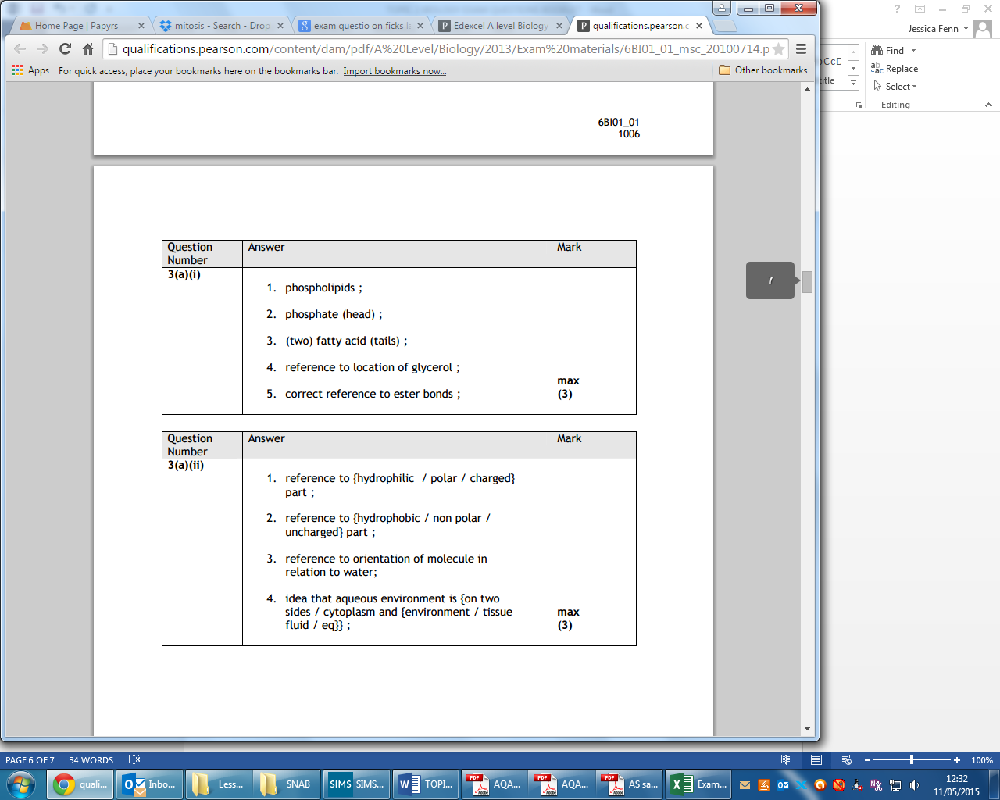 Home Page | Papyrs
mitosis - Search - Drop
exam questio on ficks la
Edexcel A level Biology
qualifications.pearson.c
qualifications.pearson.com/content/dam/pdf/A%20Level/Biology/2013/Exam%20materials/6BI01_01_msc_20100714.p
Apps For quick access, place your bookmarks here on the bookmarks bar. Import bookmarks now... Other bookmarks
Jessica Fenn
Find
Replace
Select
Editing
title
6BI01_01
1006
7
Question Number Answer Mark
3(a)(i)
1. phospholipids ;
2. phosphate (head) ;
3. (two) fatty acid (tails) ;
4. reference to location of glycerol ;
5. correct reference to ester bonds ;
max
(3)
Question Number Answer Mark
3(a)(ii)
1. reference to {hydrophilic / polar / charged}
part ;
2. reference to {hydrophobic / non polar /
uncharged} part ;
3. reference to orientation of molecule in
relation to water;
4. idea that aqueous environment is {on two
sides / cytoplasm and {environment / tissue
fluid / eq}} ;
max
(3)
PAGE 6 OF 7 34 WORDS 100%
quali... Inbo... Less... SNAB SIMS SIMS... TOPI... PDF Adobe AQA... PDF Adobe AQA... PDF Adobe AS sa... Exam...
12:32
11/05/2015